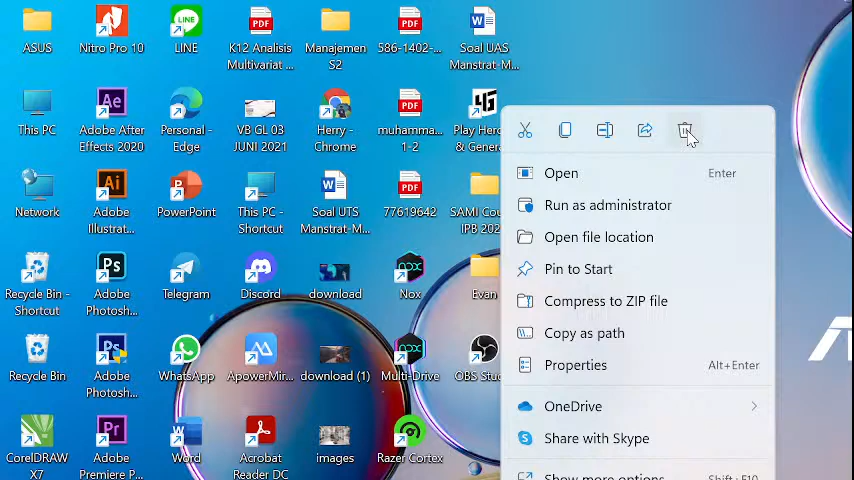 ASUS
Nitro Pro 10
LINE
K12 Analisis
Multivariat ...
Manajemen
S2
586-1402-...
Soal UAS
Manstrat-M...
This PC
Adobe After
Effects 2020
Personal -
Edge
VB GL 03
JUNI 2021
Herry -
Chrome
muhamma...
1-2
Play Hero
& Genera
Network
Adobe
Illustrat...
PowerPoint
This PC -
Shortcut
Soal UTS
Manstrat-M...
77619642
SAMI Cou
IPB 202
Recycle Bin -
Shortcut
Adobe
Photosh...
Telegram
Discord
download
Nox
Evan
Recycle Bin
Adobe
Photosh...
WhatsApp
ApowerMir...
download (1)
Multi-Drive
OBS Stud
CorelDRAW
X7
Adobe
Premiere P...
Word
Acrobat
Reader DC
images
Razer Cortex
Open Enter
Run as administrator
Open file location
Pin to Start
Compress to ZIP file
Copy as path
Properties Alt+Enter
OneDrive
Share with Skype
Show more options Shift+F10